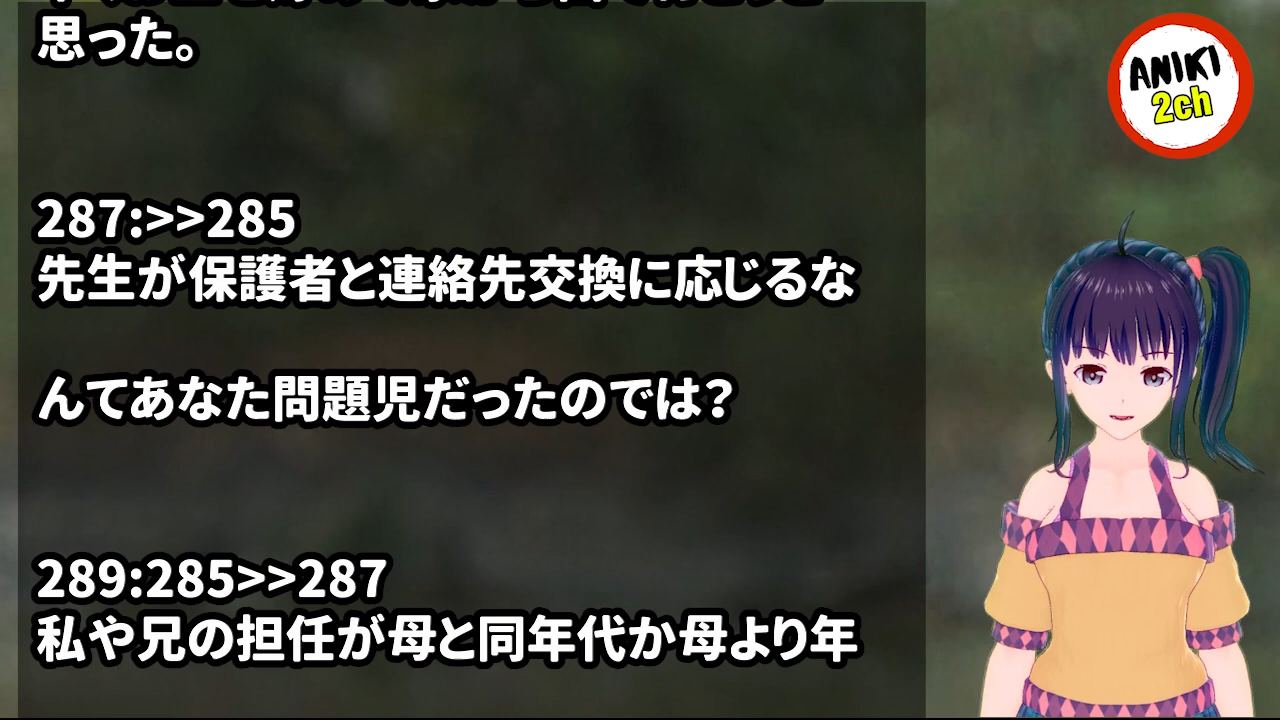 思った。
287:>>285
先生が保護者と連絡先交換に応じるな
んてあなた問題児だったのでは？
289:285>>287
私や兄の担任が母と同年代か母より年
ANIKI
2ch